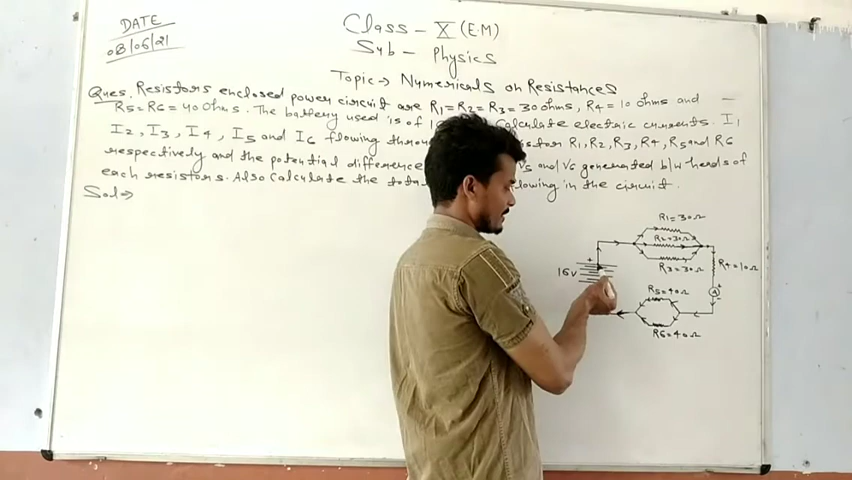 DATE
08/06/21
Class - X (E.M)
Sub - Physics
Topic → Numericals on Resistances
Ques. Resistors enclosed power circuit are R1 = R2 = R3 = 30 ohms, R4 = 10 ohms and
R5 = R6 = 40 ohms. The battery used is of Calculate electric currents. I1
I2, I3, I4, I5 and I6 flowing R1, R2, R3, R4, R5 and R6
respectively and the potential difference V5 and V6 generated b/w heads of
each resistors. Also calculate the flowing in the circuit.
Sol →
R1 = 30Ω
R2 = 30Ω
R3 = 30Ω
R4 = 10Ω
+
16V
A
+
-
R5 = 40Ω
R6 = 40Ω